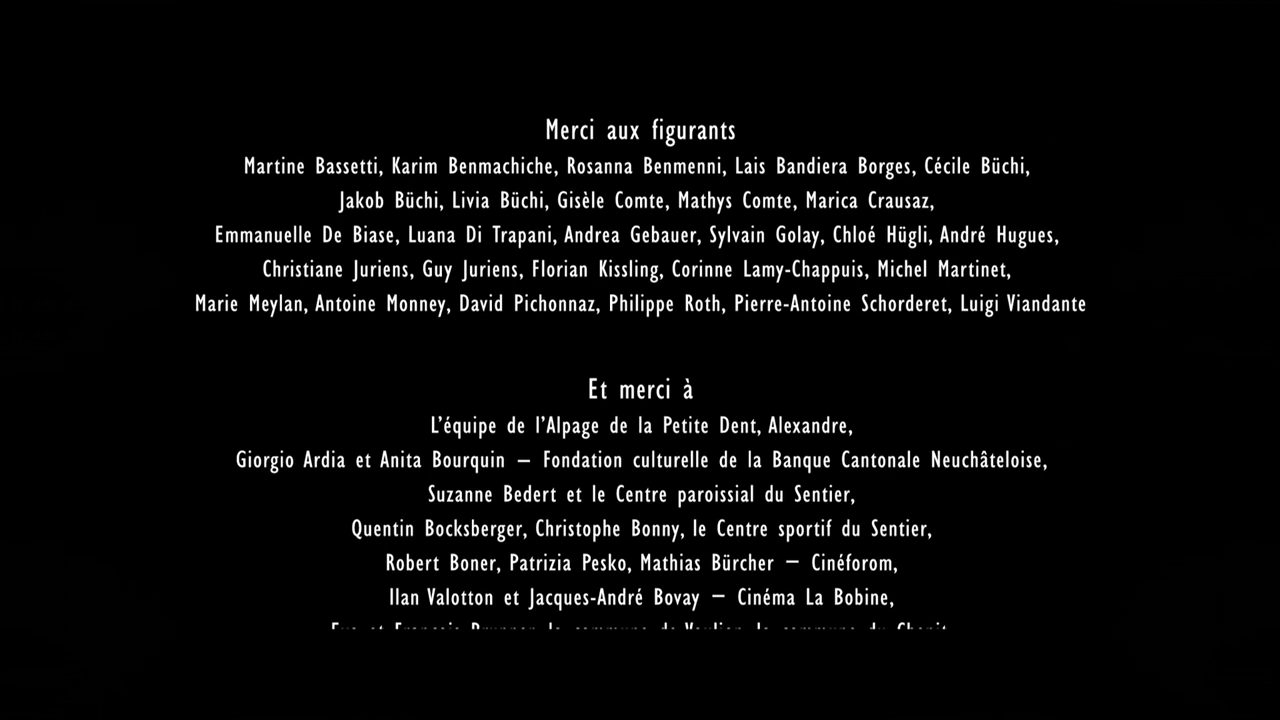 Merci aux figurants
Martine Bassetti, Karim Benmachiche, Rosanna Benmenni, Lais Bandiera Borges, Cécile Büchi,
Jakob Büchi, Livia Büchi, Gisèle Comte, Mathys Comte, Marica Crausaz,
Emmanuelle De Biase, Luana Di Trapani, Andrea Gebauer, Sylvain Golay, Chloé Hügli, André Hugues,
Christiane Juriens, Guy Juriens, Florian Kissling, Corinne Lamy-Chappuis, Michel Martinet,
Marie Meylan, Antoine Monney, David Pichonnaz, Philippe Roth, Pierre-Antoine Schorderet, Luigi Viandante
Et merci à
L’équipe de l’Alpage de la Petite Dent, Alexandre,
Giorgio Ardia et Anita Bourquin – Fondation culturelle de la Banque Cantonale Neuchâteloise,
Suzanne Bedert et le Centre paroissial du Sentier,
Quentin Bocksberger, Christophe Bonny, le Centre sportif du Sentier,
Robert Boner, Patrizia Pesko, Mathias Bürcher – Cinéforom,
Ilan Valotton et Jacques-André Bovay – Cinéma La Bobine,